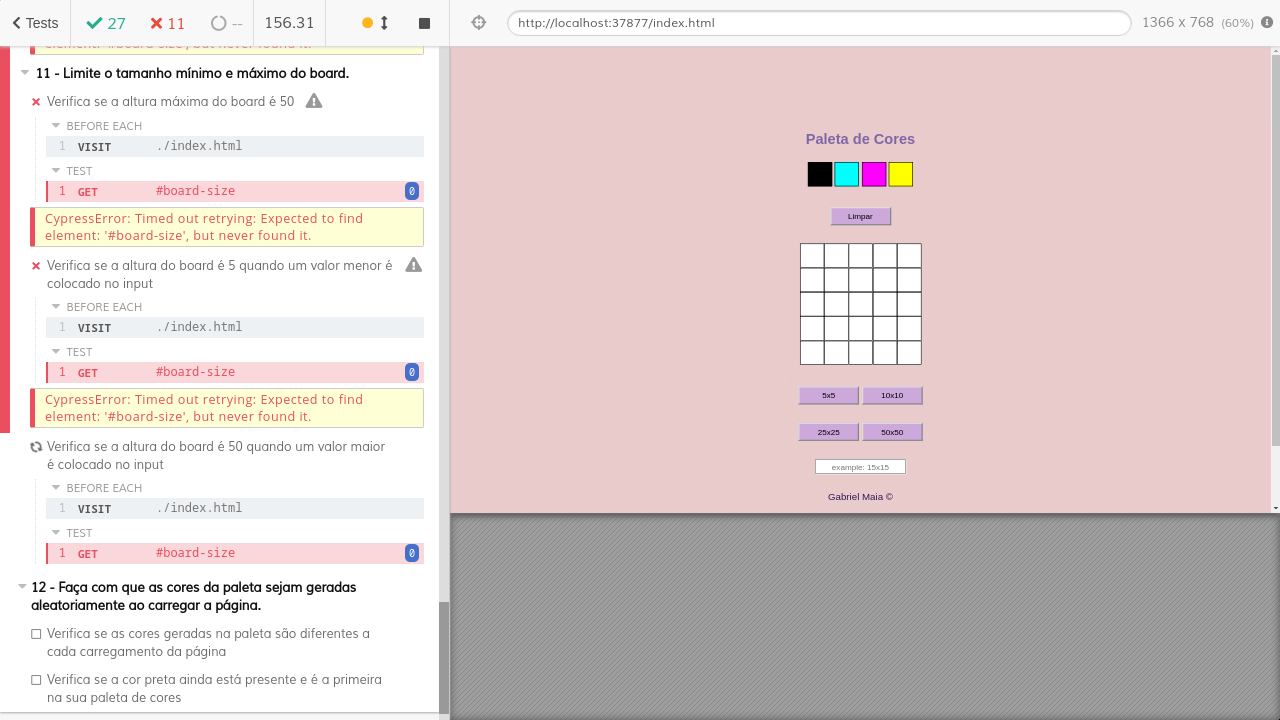 Tests
27
11
--
156.31
http://localhost:37877/index.html
1366 x 768 (60%)
element: '#board-size', but never found it.
11 - Limite o tamanho mínimo e máximo do board.
Verifica se a altura máxima do board é 50
BEFORE EACH
1 VISIT ./index.html
TEST
1 GET #board-size 0
CypressError: Timed out retrying: Expected to find
element: '#board-size', but never found it.
Verifica se a altura do board é 5 quando um valor menor é
colocado no input
BEFORE EACH
1 VISIT ./index.html
TEST
1 GET #board-size 0
CypressError: Timed out retrying: Expected to find
element: '#board-size', but never found it.
Verifica se a altura do board é 50 quando um valor maior
é colocado no input
BEFORE EACH
1 VISIT ./index.html
TEST
1 GET #board-size 0
12 - Faça com que as cores da paleta sejam geradas
aleatoriamente ao carregar a página.
Verifica se as cores geradas na paleta são diferentes a
cada carregamento da página
Verifica se a cor preta ainda está presente e é a primeira
na sua paleta de cores
Paleta de Cores
Limpar
5x5 10x10
25x25 50x50
example: 15x15
Gabriel Maia ©